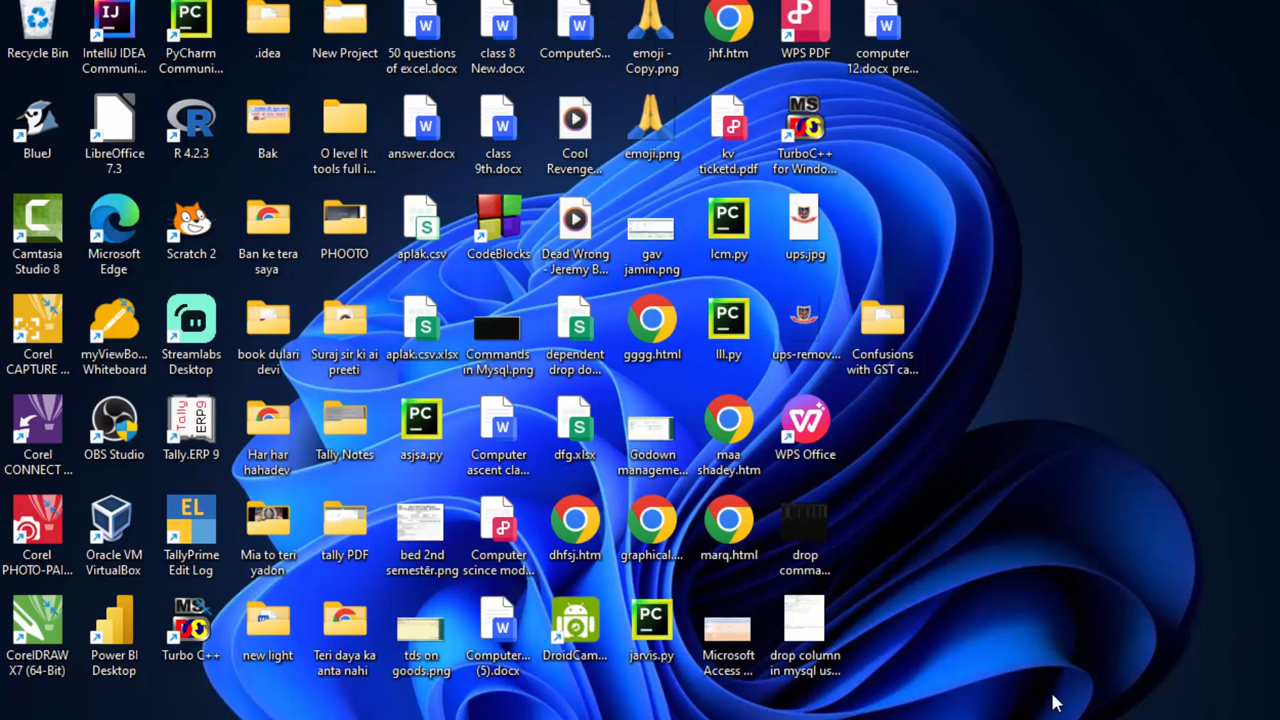 Recycle Bin
IntelliJ IDEA
Communi...
PyCharm
Communi...
.idea
New Project
50 questions
of excel.docx
class 8
New.docx
ComputerS...
emoji -
Copy.png
jhf.htm
WPS PDF
computer
12.docx pre...
BlueJ
LibreOffice
7.3
R 4.2.3
Bak
O level It
tools full i...
answer.docx
class
9th.docx
Cool
Revenge...
emoji.png
kv
ticketd.pdf
TurboC++
for Windo...
Camtasia
Studio 8
Microsoft
Edge
Scratch 2
Ban ke tera
saya
PHOOTO
aplak.csv
CodeBlocks
Dead Wrong
- Jeremy B...
gav
jamin.png
lcm.py
ups.jpg
Corel
CAPTURE ...
myViewBo...
Whiteboard
Streamlabs
Desktop
book dulari
devi
Suraj sir ki ai
preeti
aplak.csv.xlsx
Commands
in Mysql.png
dependent
drop do...
gggg.html
lll.py
ups-remov...
Confusions
with GST ca...
Corel
CONNECT ...
OBS Studio
Tally.ERP 9
Har har
hahadev
Tally Notes
asjsa.py
Computer
ascent cla...
dfg.xlsx
Godown
manageme...
maa
shadey.htm
WPS Office
Corel
PHOTO-PAI...
Oracle VM
VirtualBox
TallyPrime
Edit Log
Mia to teri
yadon
tally PDF
bed 2nd
semester.png
Computer
scince mod...
dhfsj.htm
graphical....
marq.html
drop
comma...
CorelDRAW
X7 (64-Bit)
Power BI
Desktop
Turbo C++
new light
Teri daya ka
anta nahi
tds on
goods.png
Computer...
(5).docx
DroidCam...
jarvis.py
Microsoft
Access ...
drop column
in mysql us...